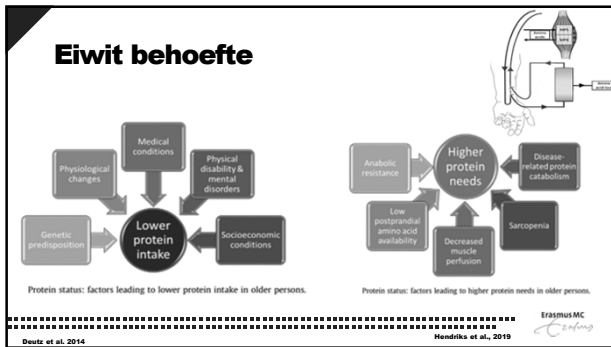 Eiwit behoefte
Medical
conditions
Physiological
changes
Physical
disability &
mental
disorders
Genetic
predisposition
Lower
protein
intake
Socioeconomic
conditions
Protein status: factors leading to lower protein intake in older persons.
Anabolic
resistance
Higher
protein
needs
Disease-
related protein
catabolism
Low
postprandial
amino acid
availability
Decreased
muscle
perfusion
Sarcopenia
Protein status: factors leading to higher protein needs in older persons.
Deutz et al. 2014
Hendriks et al., 2019
Erasmus MC
Erasmus